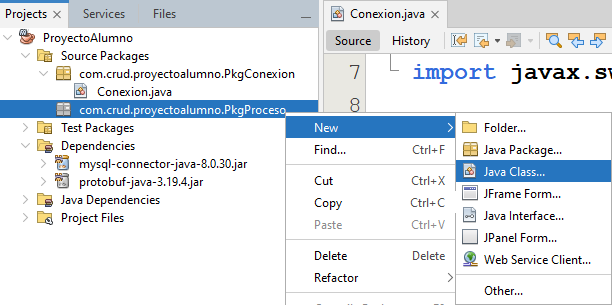 Projects
Services
Files
ProyectoAlumno
Source Packages
com.crud.proyectoalumno.PkgConexion
Conexion.java
com.crud.proyectoalumno.PkgProceso
Test Packages
Dependencies
mysql-connector-java-8.0.30.jar
protobuf-java-3.19.4.jar
Java Dependencies
Project Files
Conexion.java
Source
History
7 import javax.sw
8
New
Find... Ctrl+F
Cut Ctrl+X
Copy Ctrl+C
Paste Ctrl+V
Delete Delete
Refactor
Folder...
Java Package...
Java Class...
JFrame Form...
Java Interface...
JPanel Form...
Web Service Client...
Other...